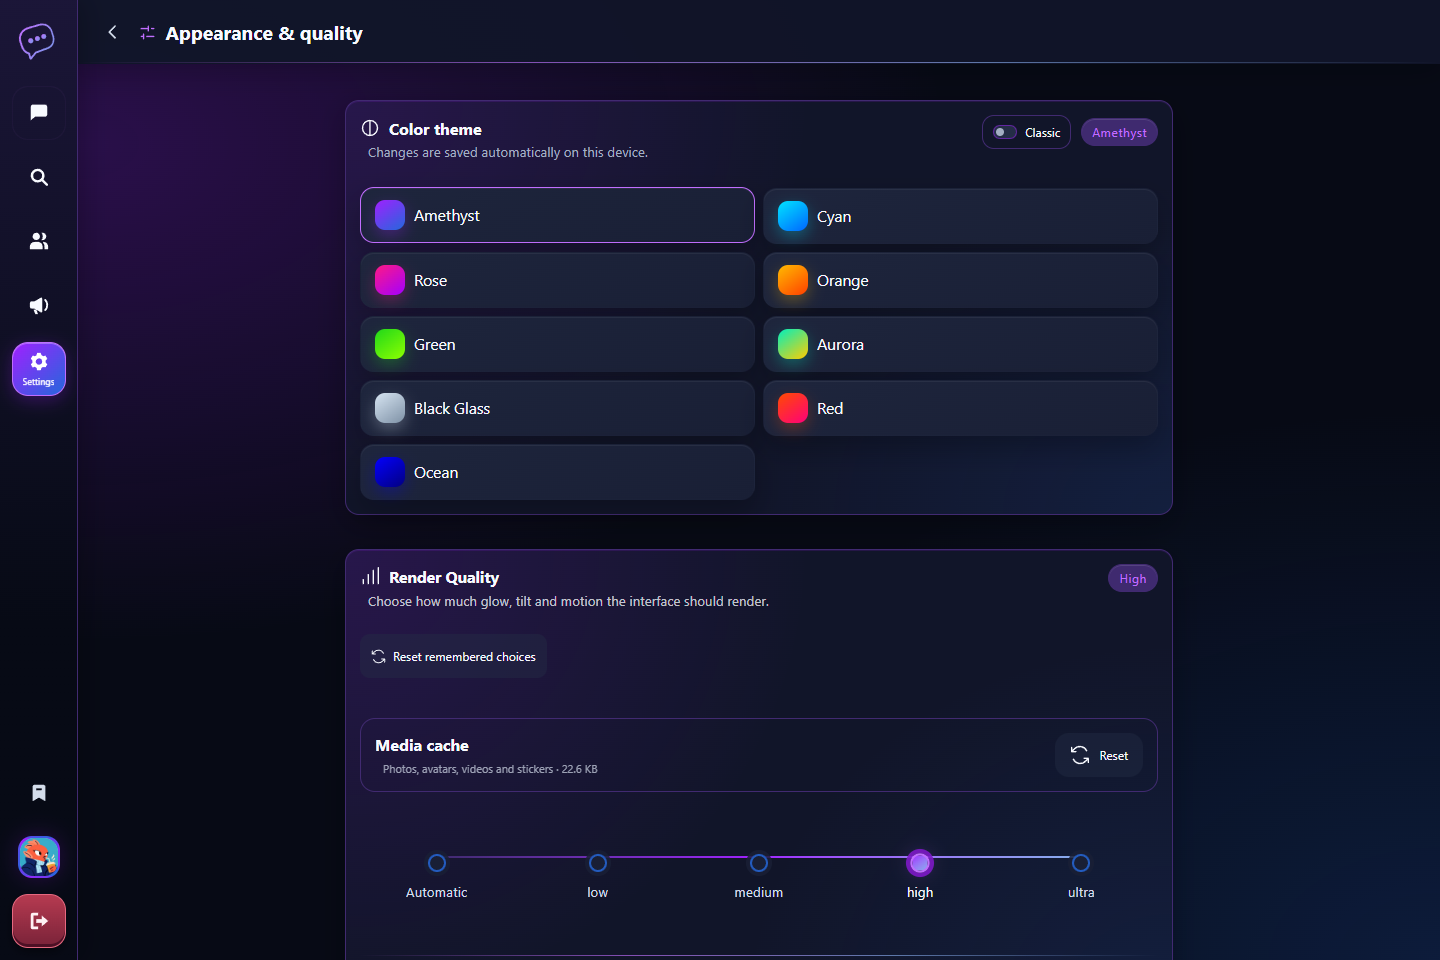 Appearance & quality
Color theme
Changes are saved automatically on this device.
Classic
Amethyst
Amethyst
Cyan
Rose
Orange
Green
Aurora
Black Glass
Red
Ocean
Settings
Render Quality
High
Choose how much glow, tilt and motion the interface should render.
Reset remembered choices
Media cache
Photos, avatars, videos and stickers · 22.6 KB
Reset
Automatic
low
medium
high
ultra